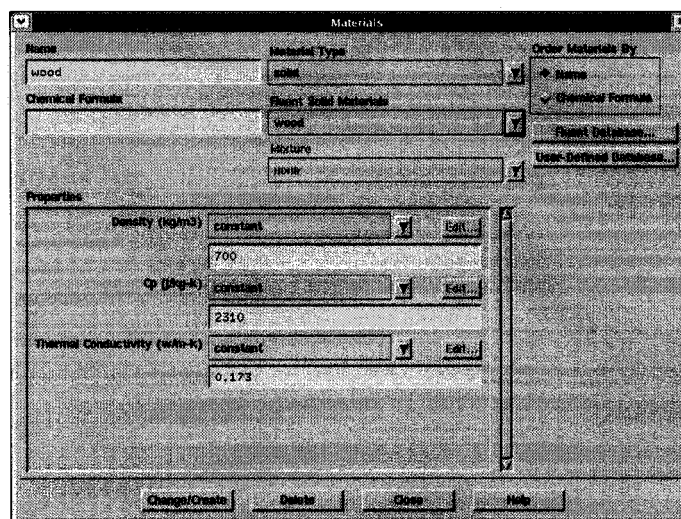 Materials
Name
wood
Chemical Formula
Material Type
solid
Fluent Solid Materials
wood
Mixture
none
Order Materials By
Name
Chemical Formula
Fluent Database...
User-Defined Database...
Properties
Density (kg/m3)
constant
Edit...
700
Cp (j/kg-k)
constant
Edit...
2310
Thermal Conductivity (w/m-k)
constant
Edit...
0.173
Change/Create
Delete
Close
Help